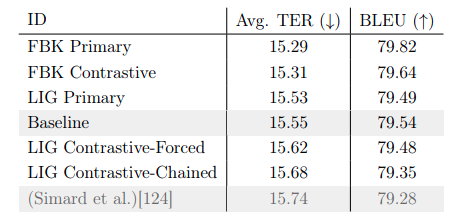 ID Avg. TER (↓) BLEU (↑)
FBK Primary 15.29 79.82
FBK Contrastive 15.31 79.64
LIG Primary 15.53 79.49
Baseline 15.55 79.54
LIG Contrastive-Forced 15.62 79.48
LIG Contrastive-Chained 15.68 79.35
(Simard et al.)[124] 15.74 79.28